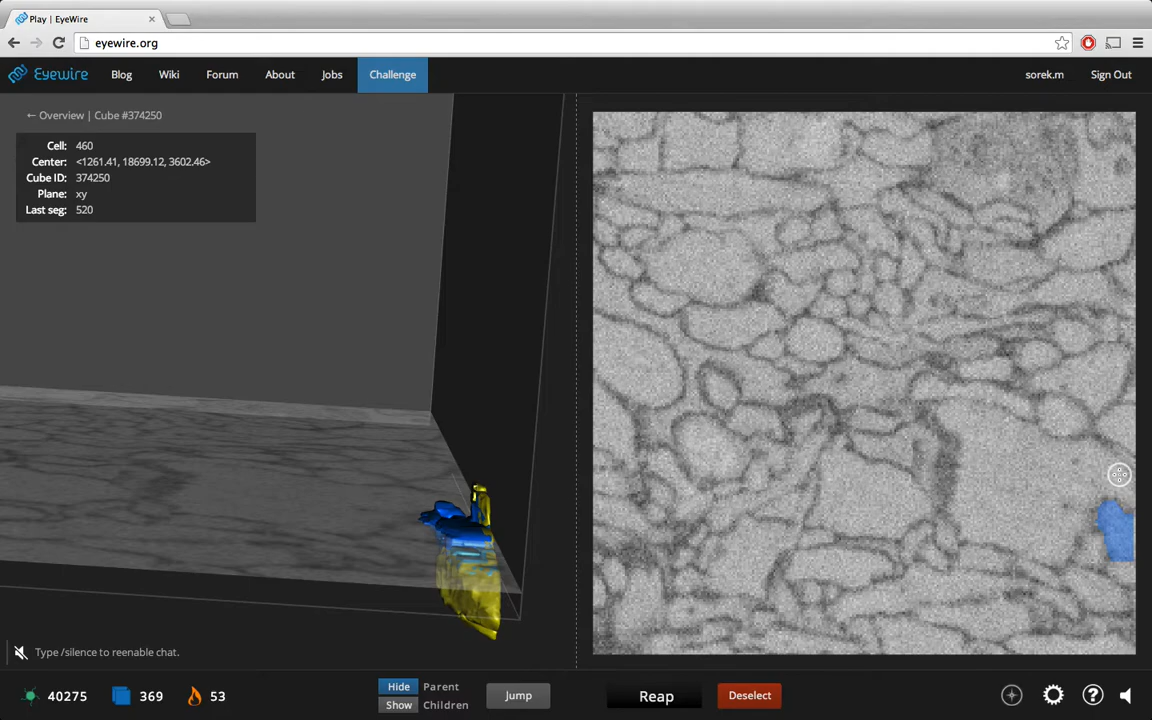 Play | EyeWire
eyewire.org
Eyewire
Blog
Wiki
Forum
About
Jobs
Challenge
sorek.m
Sign Out
← Overview | Cube #374250
Cell: 460
Center: <1261.41, 18699.12, 3602.46>
Cube ID: 374250
Plane: xy
Last seg: 520
Type /silence to reenable chat.
40275
369
53
Hide Parent
Show Children
Jump
Reap
Deselect